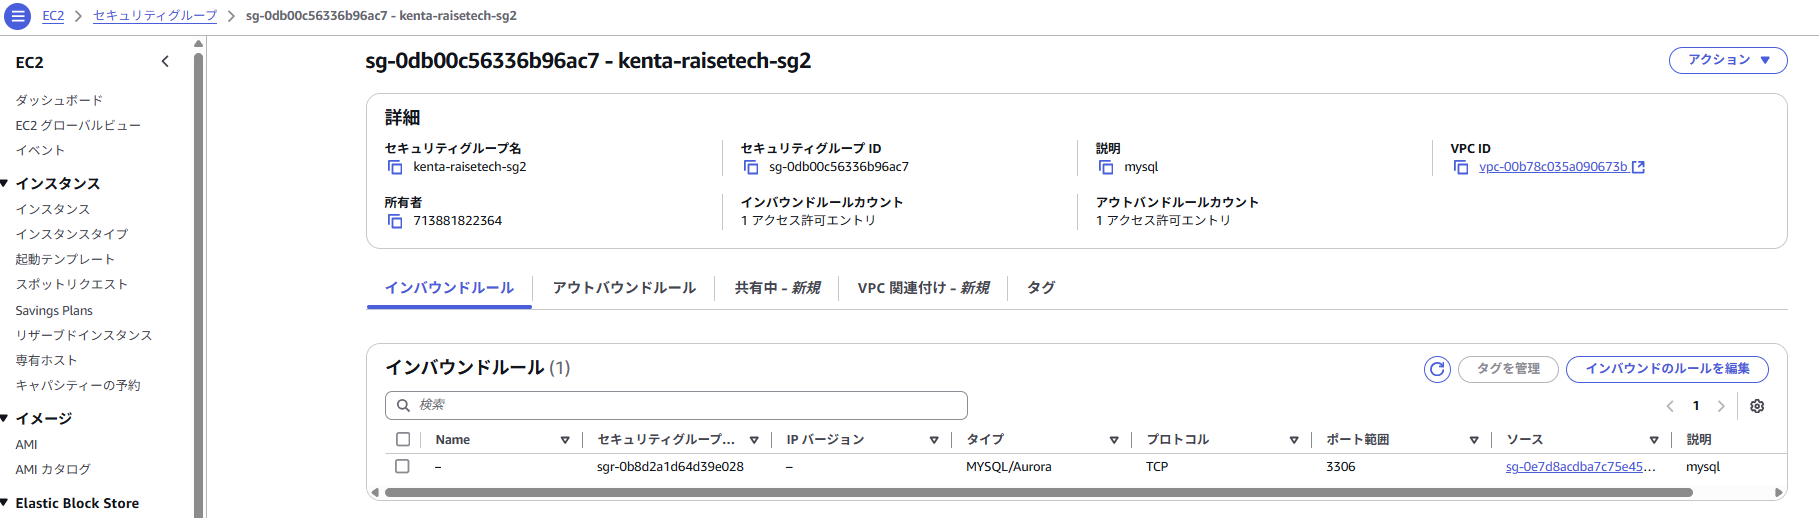 EC2 > セキュリティグループ > sg-0db00c56336b96ac7 - kenta-raisetech-sg2
EC2
ダッシュボード
EC2 グローバルビュー
イベント
インスタンス
インスタンス
インスタンスタイプ
起動テンプレート
スポットリクエスト
Savings Plans
リザーブドインスタンス
専有ホスト
キャパシティーの予約
イメージ
AMI
AMI カタログ
Elastic Block Store
sg-0db00c56336b96ac7 - kenta-raisetech-sg2
アクション
詳細
セキュリティグループ名
kenta-raisetech-sg2
セキュリティグループ ID
sg-0db00c56336b96ac7
説明
mysql
VPC ID
vpc-00b78c035a090673b
所有者
713881822364
インバウンドルールカウント
1 アクセス許可エントリ
アウトバンドルールカウント
1 アクセス許可エントリ
インバウンドルール アウトバウンドルール 共有中 - 新規 VPC 関連付け - 新規 タグ
インバウンドルール (1)
タグを管理 インバウンドのルールを編集
検索
1
Name セキュリティグループ... IP バージョン タイプ プロトコル ポート範囲 ソース 説明
– sgr-0b8d2a1d64d39e028 – MYSQL/Aurora TCP 3306 sg-0e7d8acdba7c75e45... mysql